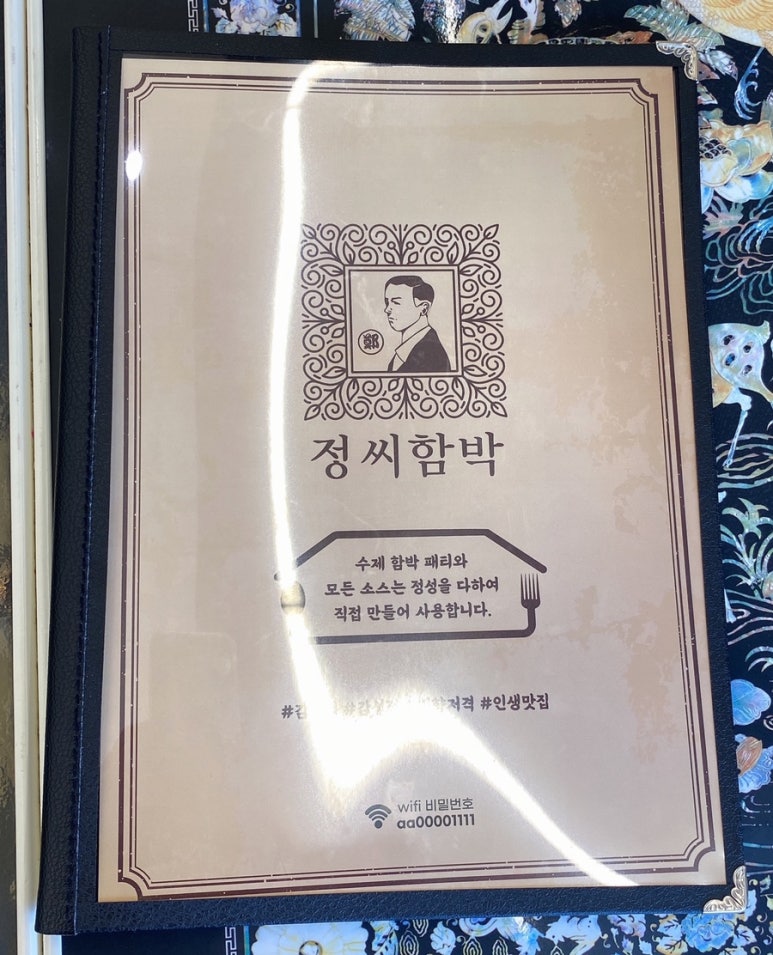 鄭
정씨함박
수제 함박 패티와
모든 소스는 정성을 다하여
직접 만들어 사용합니다.
#인생맛집
wifi 비밀번호
aa00001111